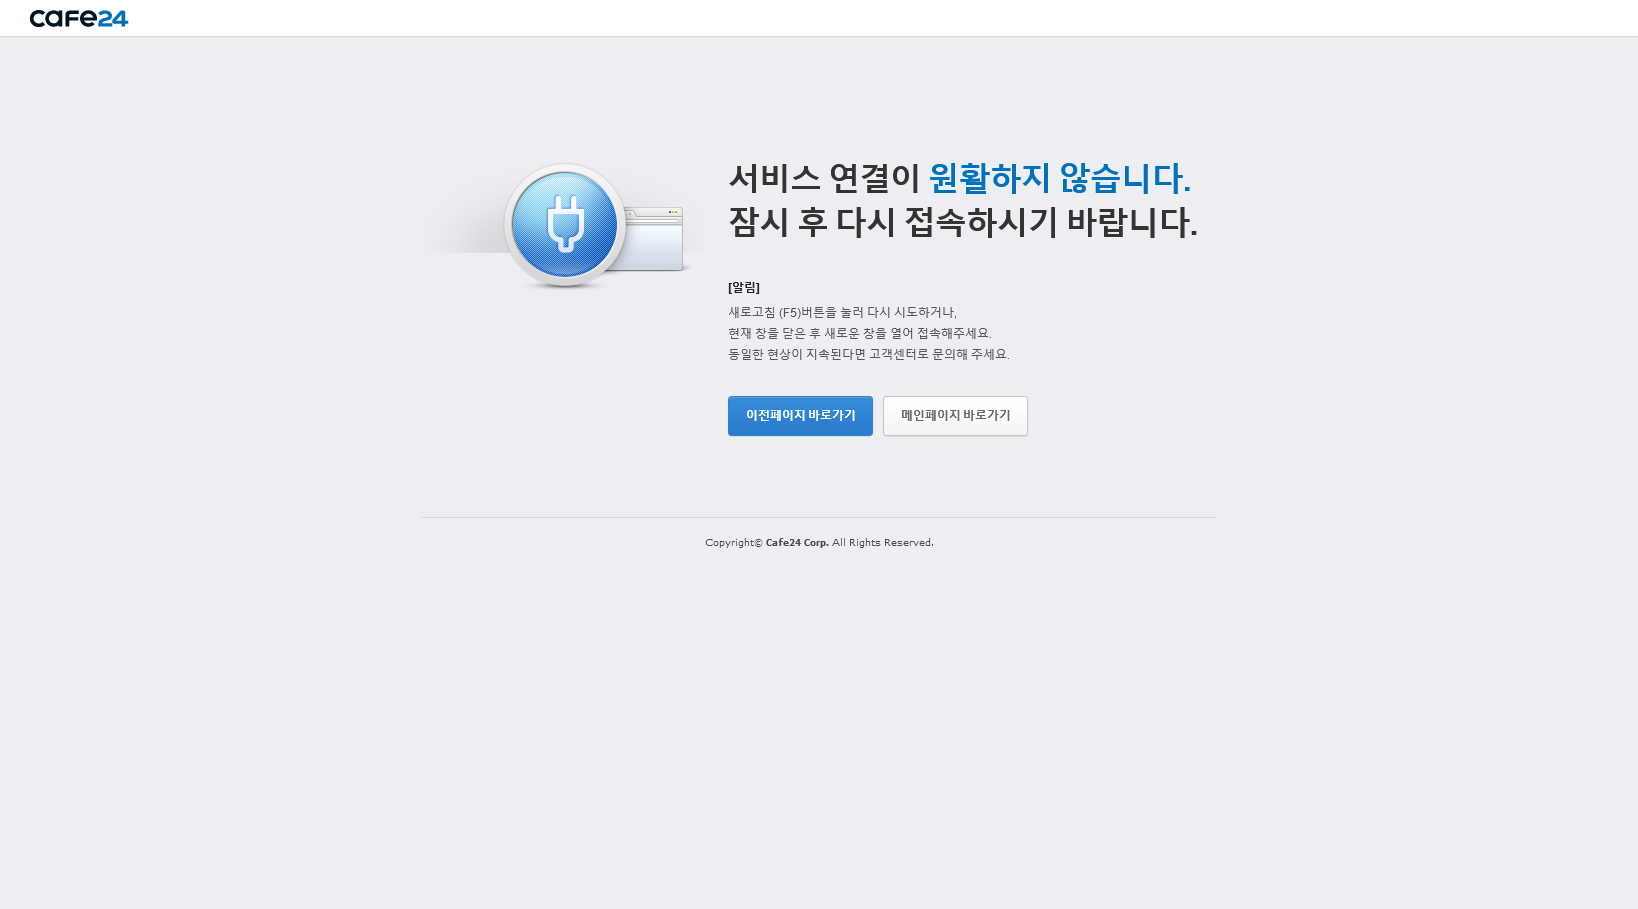 cafe24
서비스 연결이 원활하지 않습니다.
잠시 후 다시 접속하시기 바랍니다.
[알림]
새로고침 (F5)버튼을 눌러 다시 시도하거나,
현재 창을 닫은 후 새로운 창을 열어 접속해주세요.
동일한 현상이 지속된다면 고객센터로 문의해 주세요.
이전페이지 바로가기
메인페이지 바로가기
Copyright© Cafe24 Corp. All Rights Reserved.